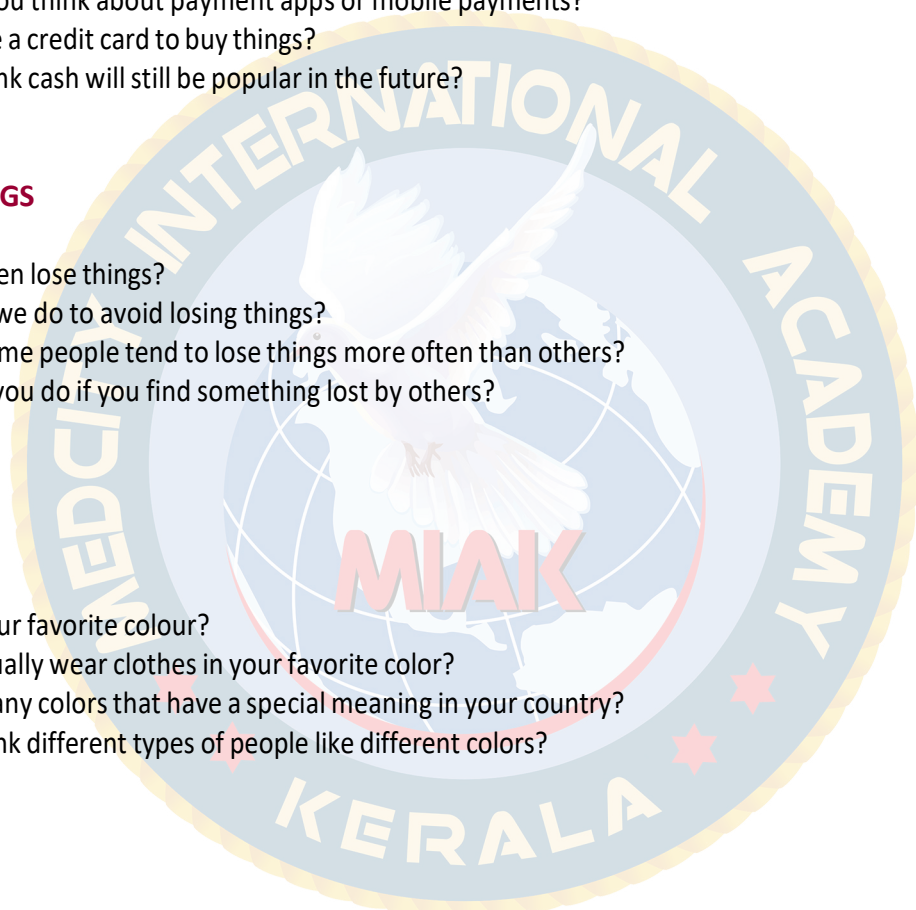 ou think about payment apps or mobile payments?
e a credit card to buy things?
nk cash will still be popular in the future?
GS
en lose things?
we do to avoid losing things?
me people tend to lose things more often than others?
you do if you find something lost by others?
ur favorite colour?
ually wear clothes in your favorite color?
any colors that have a special meaning in your country?
nk different types of people like different colors?
MEDCITY INTERNATIONAL ACADEMY
MIAK
KERALA